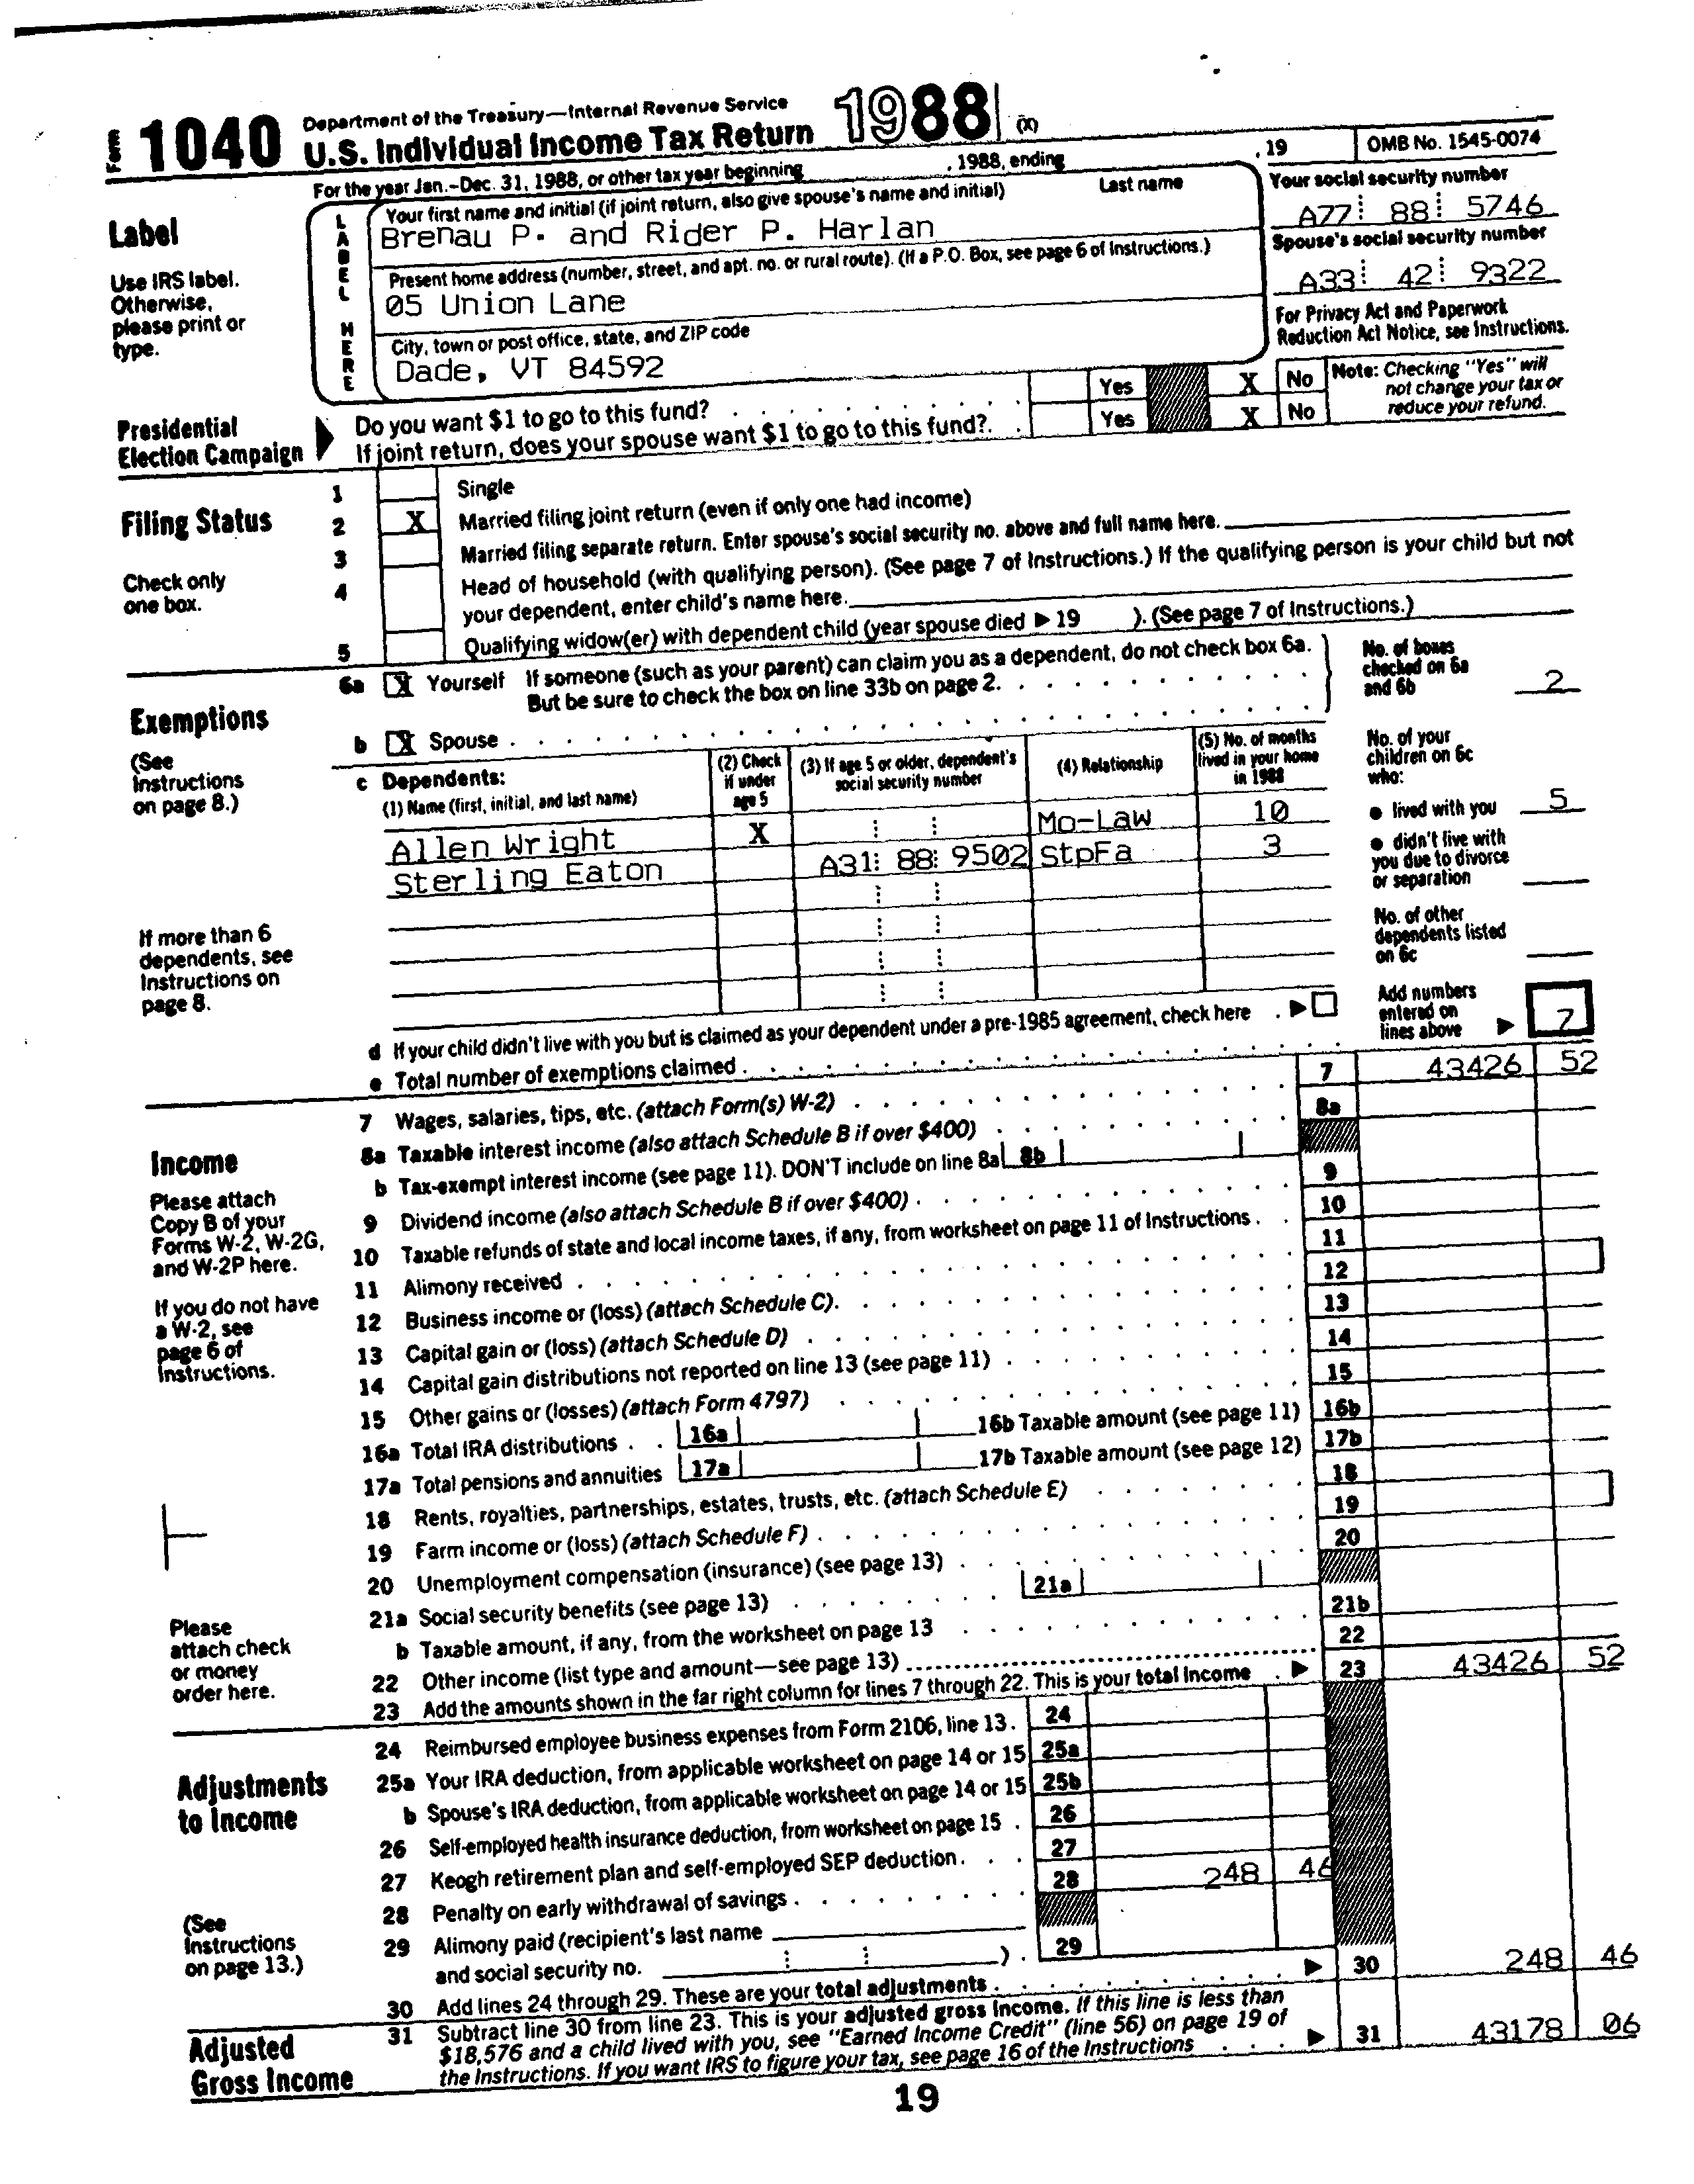 Form 1040 Department of the Treasury—Internal Revenue Service
U.S. Individual Income Tax Return 1988 (X)
For the year Jan.-Dec. 31, 1988, or other tax year beginning , 1988, ending , 19 OMB No. 1545-0074
Label
Use IRS label.
Otherwise,
please print or
type.
LABEL HERE
Your first name and initial (if joint return, also give spouse's name and initial) Last name
Brenau P. and Rider P. Harlan
Your social security number
A77 88 5746
Present home address (number, street, and apt. no. or rural route). (If a P.O. Box, see page 6 of Instructions.)
05 Union Lane
Spouse's social security number
A33 42 9322
City, town or post office, state, and ZIP code
Dade, VT 84592
For Privacy Act and Paperwork
Reduction Act Notice, see Instructions.
Presidential
Election Campaign
Do you want $1 to go to this fund? Yes X No
If joint return, does your spouse want $1 to go to this fund?. Yes X No
Note: Checking "Yes" will
not change your tax or
reduce your refund.
Filing Status
Check only
one box.
1 Single
2 X Married filing joint return (even if only one had income)
3 Married filing separate return. Enter spouse's social security no. above and full name here.
4 Head of household (with qualifying person). (See page 7 of Instructions.) If the qualifying person is your child but not
your dependent, enter child's name here.
5 Qualifying widow(er) with dependent child (year spouse died ▶ 19 ). (See page 7 of Instructions.)
Exemptions
(See
Instructions
on page 8.)
6a X Yourself If someone (such as your parent) can claim you as a dependent, do not check box 6a.
But be sure to check the box on line 33b on page 2.
No. of boxes
checked on 6a
and 6b 2
b X Spouse
c Dependents:
(1) Name (first, initial, and last name)
(2) Check
if under
age 5
(3) If age 5 or older, dependent's
social security number
(4) Relationship
(5) No. of months
lived in your home
in 1988
Allen Wright X Mo-Law 10
Sterling Eaton A31 88 9502 StpFa 3
No. of your
children on 6c
who:
● lived with you 5
● didn't live with
you due to divorce
or separation
No. of other
dependents listed
on 6c
If more than 6
dependents, see
Instructions on
page 8.
d If your child didn't live with you but is claimed as your dependent under a pre-1985 agreement, check here ▶
e Total number of exemptions claimed
Add numbers
entered on
lines above ▶ 7
Income
Please attach
Copy B of your
Forms W-2, W-2G,
and W-2P here.
If you do not have
a W-2, see
page 6 of
Instructions.
Please
attach check
or money
order here.
7 Wages, salaries, tips, etc. (attach Form(s) W-2) 7 43426 52
8a Taxable interest income (also attach Schedule B if over $400) 8a
b Tax-exempt interest income (see page 11). DON'T include on line 8a 8b
9 Dividend income (also attach Schedule B if over $400) 9
10 Taxable refunds of state and local income taxes, if any, from worksheet on page 11 of Instructions 10
11 Alimony received 11
12 Business income or (loss) (attach Schedule C). 12
13 Capital gain or (loss) (attach Schedule D) 13
14 Capital gain distributions not reported on line 13 (see page 11) 14
15 Other gains or (losses) (attach Form 4797) 15
16a Total IRA distributions 16a 16b Taxable amount (see page 11) 16b
17a Total pensions and annuities 17a 17b Taxable amount (see page 12) 17b
18 Rents, royalties, partnerships, estates, trusts, etc. (attach Schedule E) 18
19 Farm income or (loss) (attach Schedule F) 19
20 Unemployment compensation (insurance) (see page 13) 20
21a Social security benefits (see page 13) 21a
b Taxable amount, if any, from the worksheet on page 13 21b
22 Other income (list type and amount—see page 13) 22
23 Add the amounts shown in the far right column for lines 7 through 22. This is your total income ▶ 23 43426 52
Adjustments
to Income
(See
Instructions
on page 13.)
24 Reimbursed employee business expenses from Form 2106, line 13. 24
25a Your IRA deduction, from applicable worksheet on page 14 or 15 25a
b Spouse's IRA deduction, from applicable worksheet on page 14 or 15 25b
26 Self-employed health insurance deduction, from worksheet on page 15 26
27 Keogh retirement plan and self-employed SEP deduction 27
28 Penalty on early withdrawal of savings 28 248 46
29 Alimony paid (recipient's last name
and social security no. ) 29
30 Add lines 24 through 29. These are your total adjustments ▶ 30 248 46
Adjusted
Gross Income
31 Subtract line 30 from line 23. This is your adjusted gross income. If this line is less than
$18,576 and a child lived with you, see "Earned Income Credit" (line 56) on page 19 of
the Instructions. If you want IRS to figure your tax, see page 16 of the Instructions ▶ 31 43178 06
19